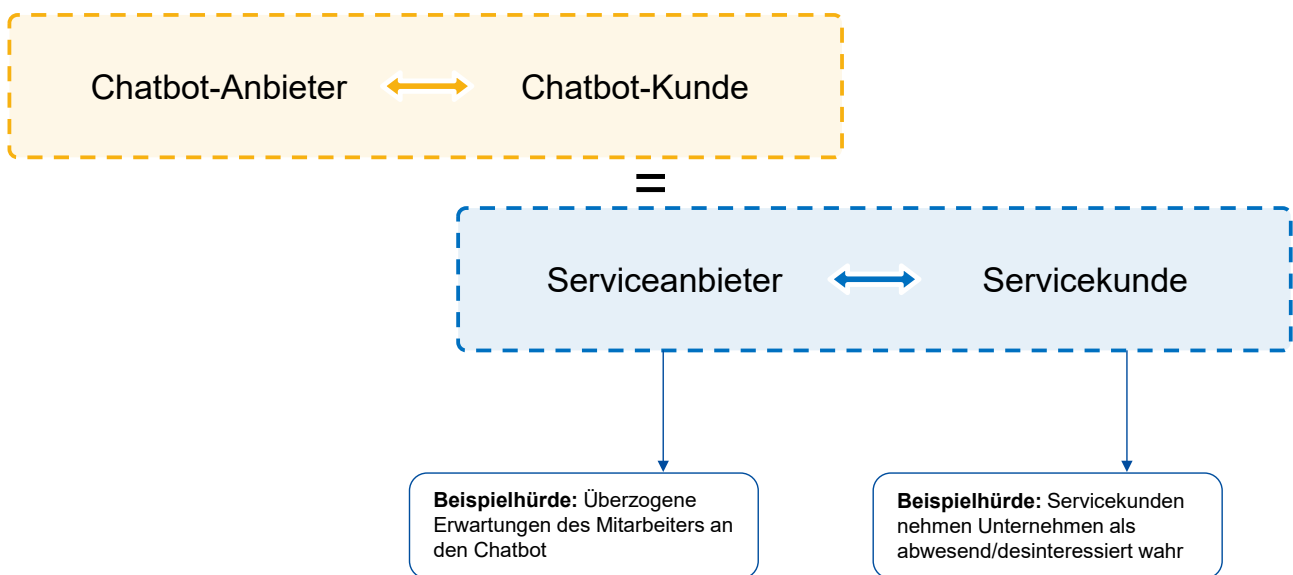 Chatbot-Anbieter
Chatbot-Kunde
=
Serviceanbieter
Servicekunde
Beispielhürde: Überzogene
Erwartungen des Mitarbeiters an
den Chatbot
Beispielhürde: Servicekunden
nehmen Unternehmen als
abwesend/desinteressiert wahr